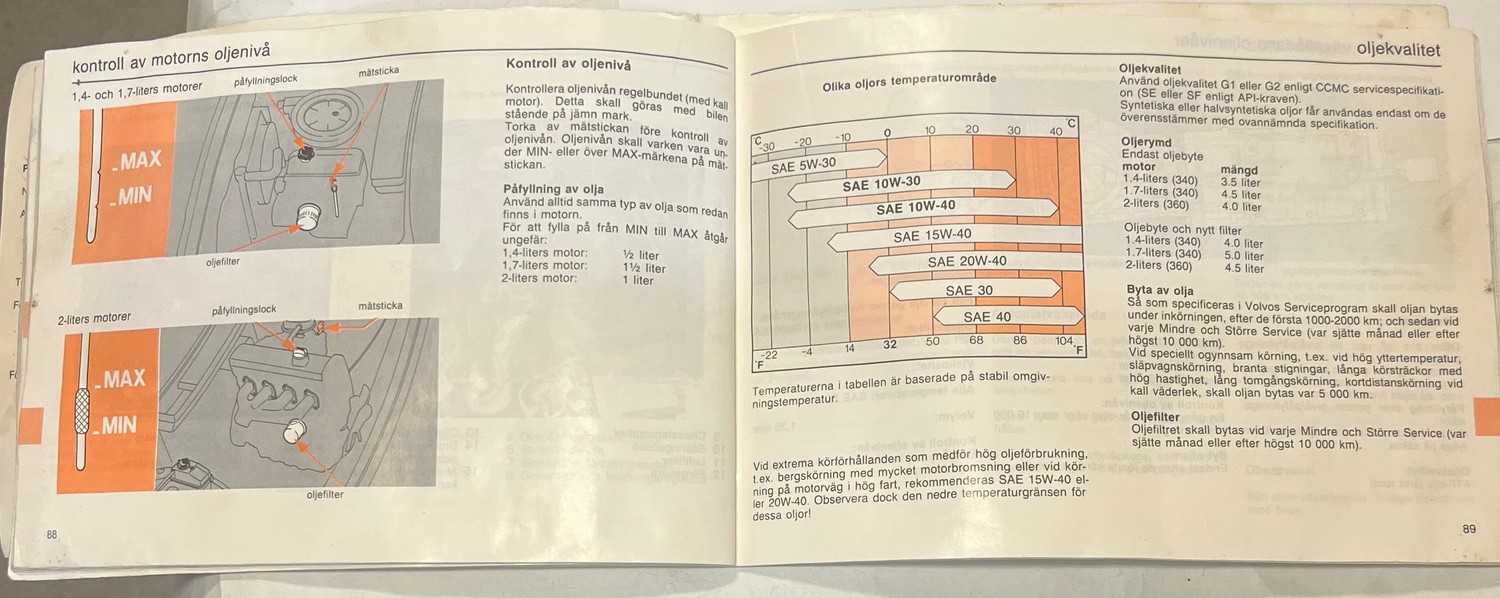 kontroll av motorns oljenivå
1,4- och 1,7-liters motorer
påfyllningslock
mätsticka
MAX
MIN
oljefilter
2-liters motorer
påfyllningslock
mätsticka
MAX
MIN
oljefilter
88
Kontroll av oljenivå
Kontrollera oljenivån regelbundet (med kall
motor). Detta skall göras med bilen
stående på jämn mark.
Torka av mätstickan före kontroll av
oljenivån. Oljenivån skall varken vara un-
der MIN- eller över MAX-märkena på mät-
stickan.
Påfyllning av olja
Använd alltid samma typ av olja som redan
finns i motorn.
För att fylla på från MIN till MAX åtgår
ungefär:
1,4-liters motor: ½ liter
1,7-liters motor: 1½ liter
2-liters motor: 1 liter
oljekvalitet
Olika oljors temperaturområde
°C °C
-30 -20 -10 0 10 20 30 40
SAE 5W-30
SAE 10W-30
SAE 10W-40
SAE 15W-40
SAE 20W-40
SAE 30
SAE 40
-22 -4 14 32 50 68 86 104
°F °F
Temperaturerna i tabellen är baserade på stabil omgiv-
ningstemperatur.
Vid extrema körförhållanden som medför hög oljeförbrukning,
t.ex. bergskörning med mycket motorbromsning eller vid kör-
ning på motorväg i hög fart, rekommenderas SAE 15W-40 el-
ler 20W-40. Observera dock den nedre temperaturgränsen för
dessa oljor!
Oljekvalitet
Använd oljekvalitet G1 eller G2 enligt CCMC servicespecifikati-
on (SE eller SF enligt API-kraven).
Syntetiska eller halvsyntetiska oljor får användas endast om de
överensstämmer med ovannämnda specifikation.
Oljerymd
Endast oljebyte
motor mängd
1.4-liters (340) 3.5 liter
1.7-liters (340) 4.5 liter
2-liters (360) 4.0 liter
Oljebyte och nytt filter
1.4-liters (340) 4.0 liter
1.7-liters (340) 5.0 liter
2-liters (360) 4.5 liter
Byta av olja
Så som specificeras i Volvos Serviceprogram skall oljan bytas
under inkörningen, efter de första 1000-2000 km; och sedan vid
varje Mindre och Större Service (var sjätte månad eller efter
högst 10 000 km).
Vid speciellt ogynnsam körning, t.ex. vid hög yttertemperatur,
släpvagnskörning, branta stigningar, långa körsträckor med
hög hastighet, lång tomgångskörning, kortdistanskörning vid
kall väderlek, skall oljan bytas var 5 000 km.
Oljefilter
Oljefiltret skall bytas vid varje Mindre och Större Service (var
sjätte månad eller efter högst 10 000 km).
89